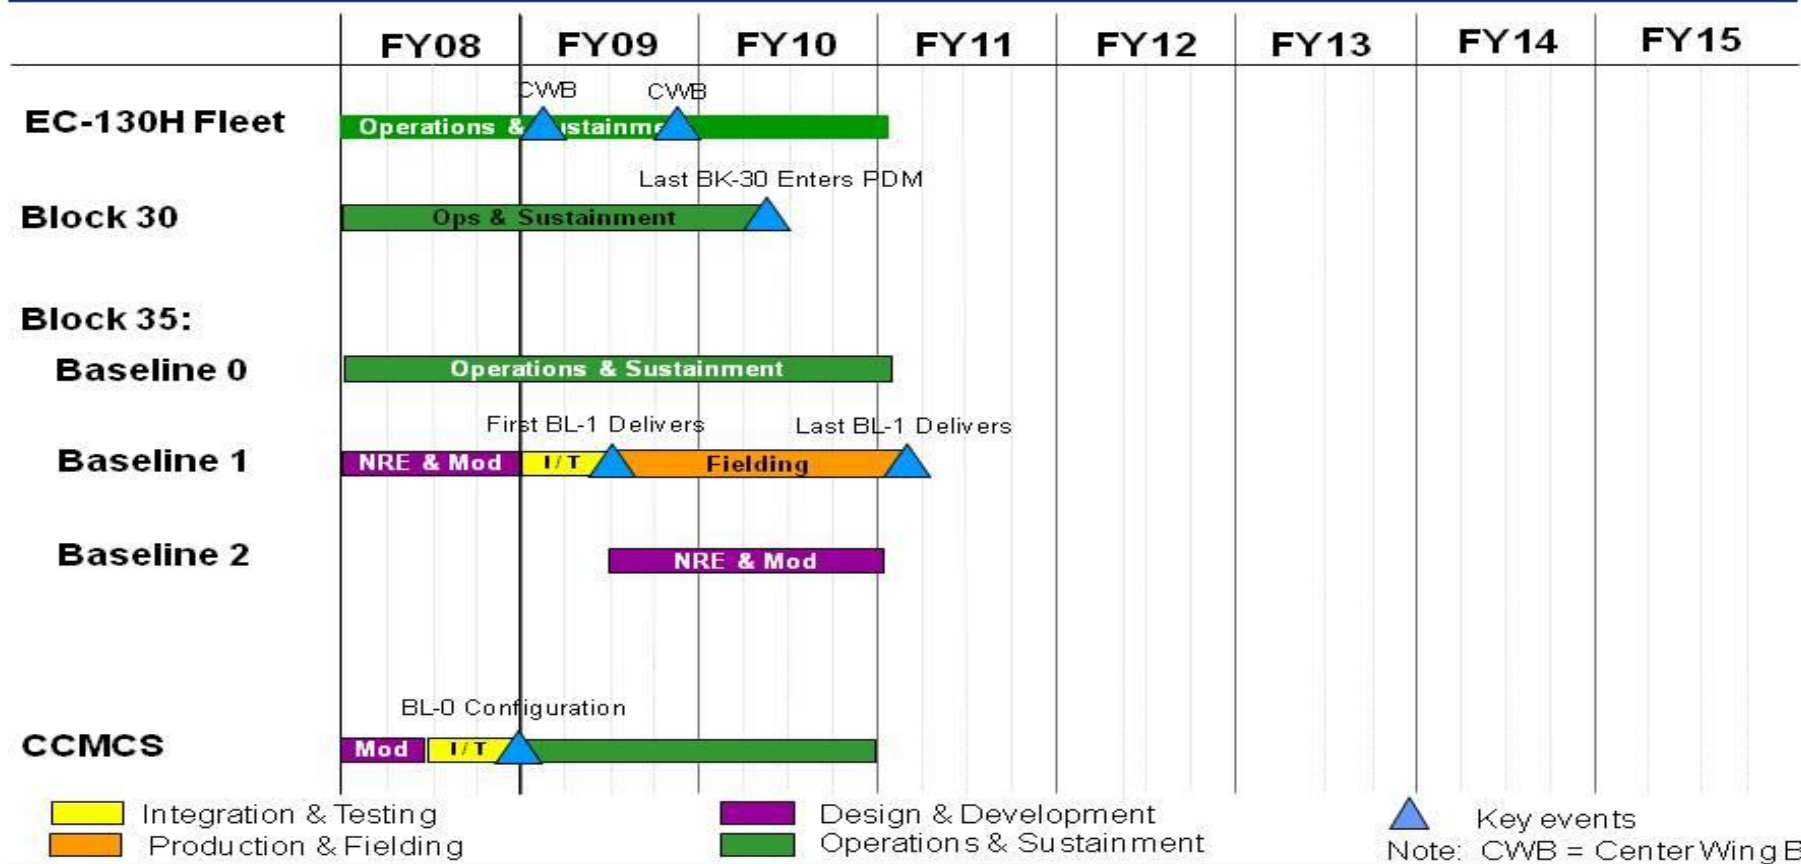 FY08 FY09 FY10 FY11 FY12 FY13 FY14 FY15
CWB CWB
EC-130H Fleet
Operations & ustainme
Last BK-30 Enters PDM
Block 30
Ops & Sustainment
Block 35:
Baseline 0
Operations & Sustainment
First BL-1 Delivers Last BL-1 Delivers
Baseline 1
NRE & Mod I/T Fielding
Baseline 2
NRE & Mod
BL-0 Configuration
CCMCS
Mod I/T
Integration & Testing Design & Development Key events
Production & Fielding Operations & Sustainment Note: CWB = Center Wing B